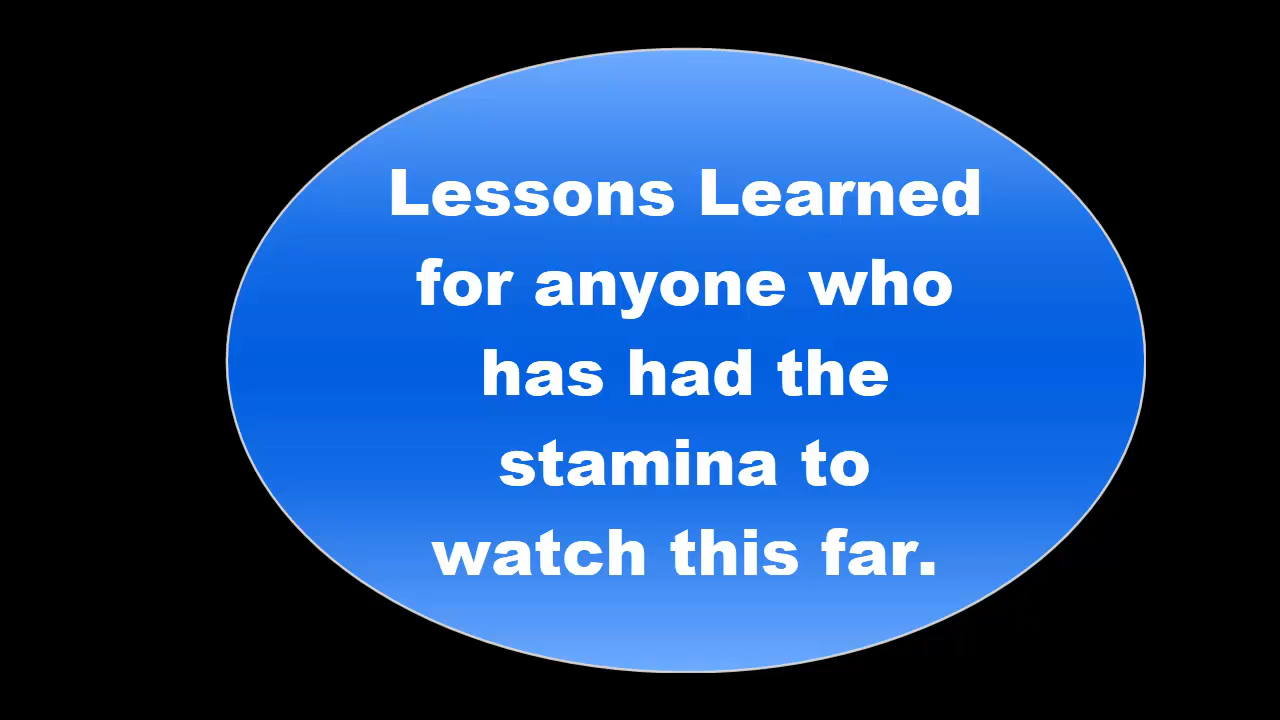 Lessons Learned
for anyone who
has had the
stamina to
watch this far.